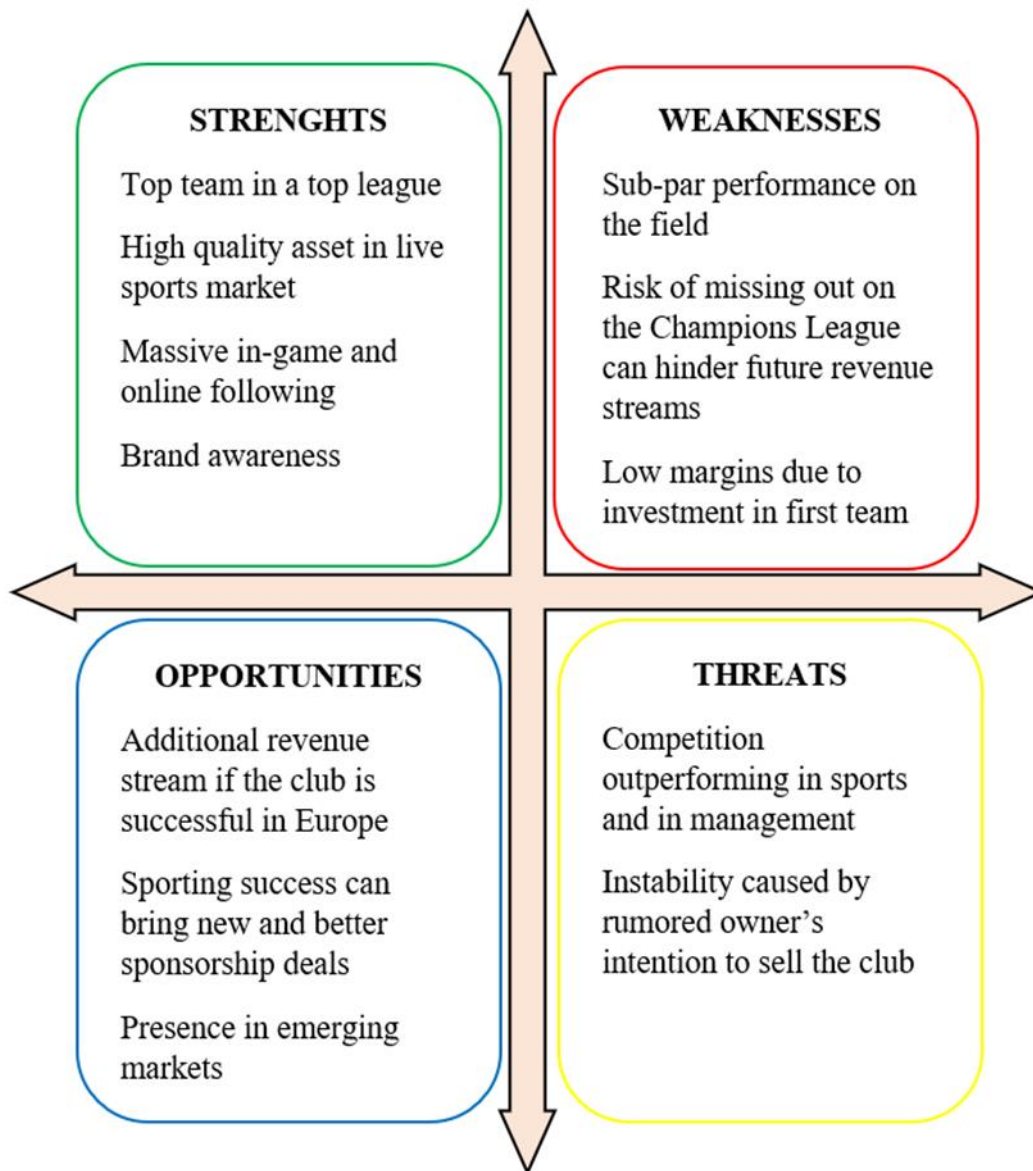 STRENGHTS
Top team in a top league
High quality asset in live
sports market
Massive in-game and
online following
Brand awareness
WEAKNESSES
Sub-par performance on
the field
Risk of missing out on
the Champions League
can hinder future revenue
streams
Low margins due to
investment in first team
OPPORTUNITIES
Additional revenue
stream if the club is
successful in Europe
Sporting success can
bring new and better
sponsorship deals
Presence in emerging
markets
THREATS
Competition
outperforming in sports
and in management
Instability caused by
rumored owner’s
intention to sell the club